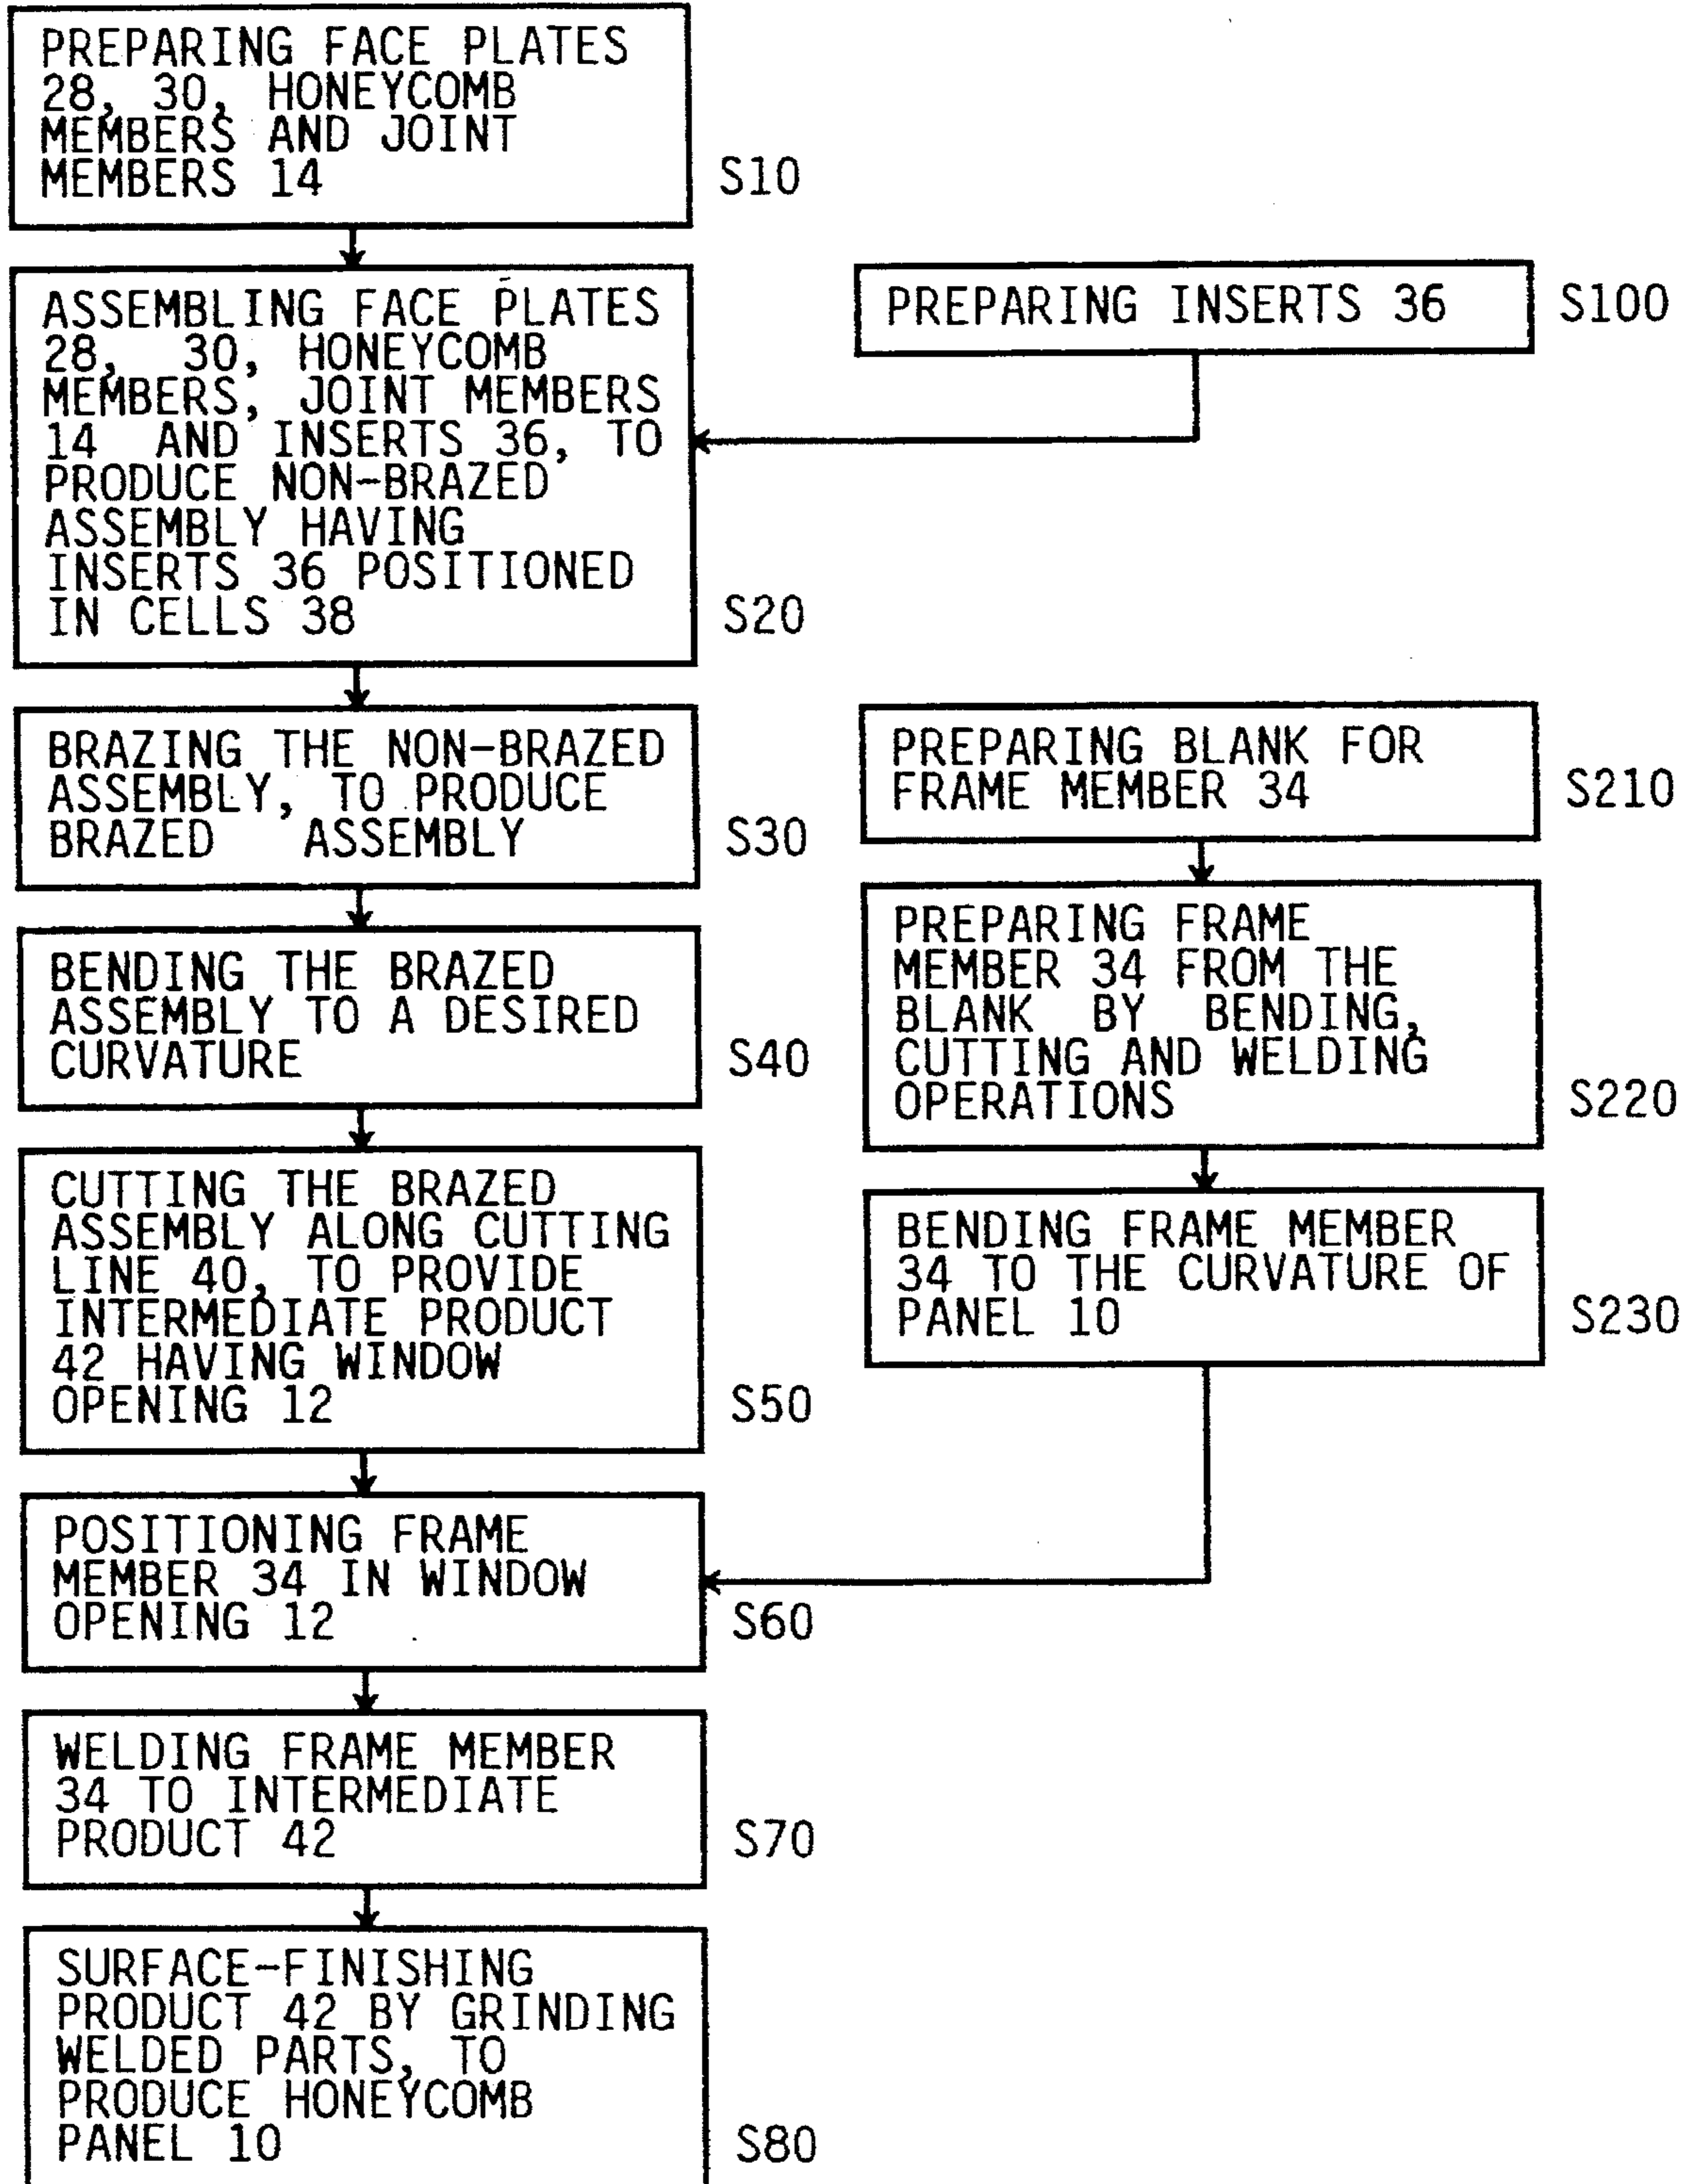 PREPARING FACE PLATES
28, 30, HONEYCOMB
MEMBERS AND JOINT
MEMBERS 14
S10
ASSEMBLING FACE PLATES
28, 30, HONEYCOMB
MEMBERS, JOINT MEMBERS
14 AND INSERTS 36, TO
PRODUCE NON-BRAZED
ASSEMBLY HAVING
INSERTS 36 POSITIONED
IN CELLS 38
S20
PREPARING INSERTS 36
S100
BRAZING THE NON-BRAZED
ASSEMBLY, TO PRODUCE
BRAZED ASSEMBLY
S30
BENDING THE BRAZED
ASSEMBLY TO A DESIRED
CURVATURE
S40
CUTTING THE BRAZED
ASSEMBLY ALONG CUTTING
LINE 40, TO PROVIDE
INTERMEDIATE PRODUCT
42 HAVING WINDOW
OPENING 12
S50
PREPARING BLANK FOR
FRAME MEMBER 34
S210
PREPARING FRAME
MEMBER 34 FROM THE
BLANK BY BENDING,
CUTTING AND WELDING
OPERATIONS
S220
BENDING FRAME MEMBER
34 TO THE CURVATURE OF
PANEL 10
S230
POSITIONING FRAME
MEMBER 34 IN WINDOW
OPENING 12
S60
WELDING FRAME MEMBER
34 TO INTERMEDIATE
PRODUCT 42
S70
SURFACE-FINISHING
PRODUCT 42 BY GRINDING
WELDED PARTS, TO
PRODUCE HONEYCOMB
PANEL 10
S80